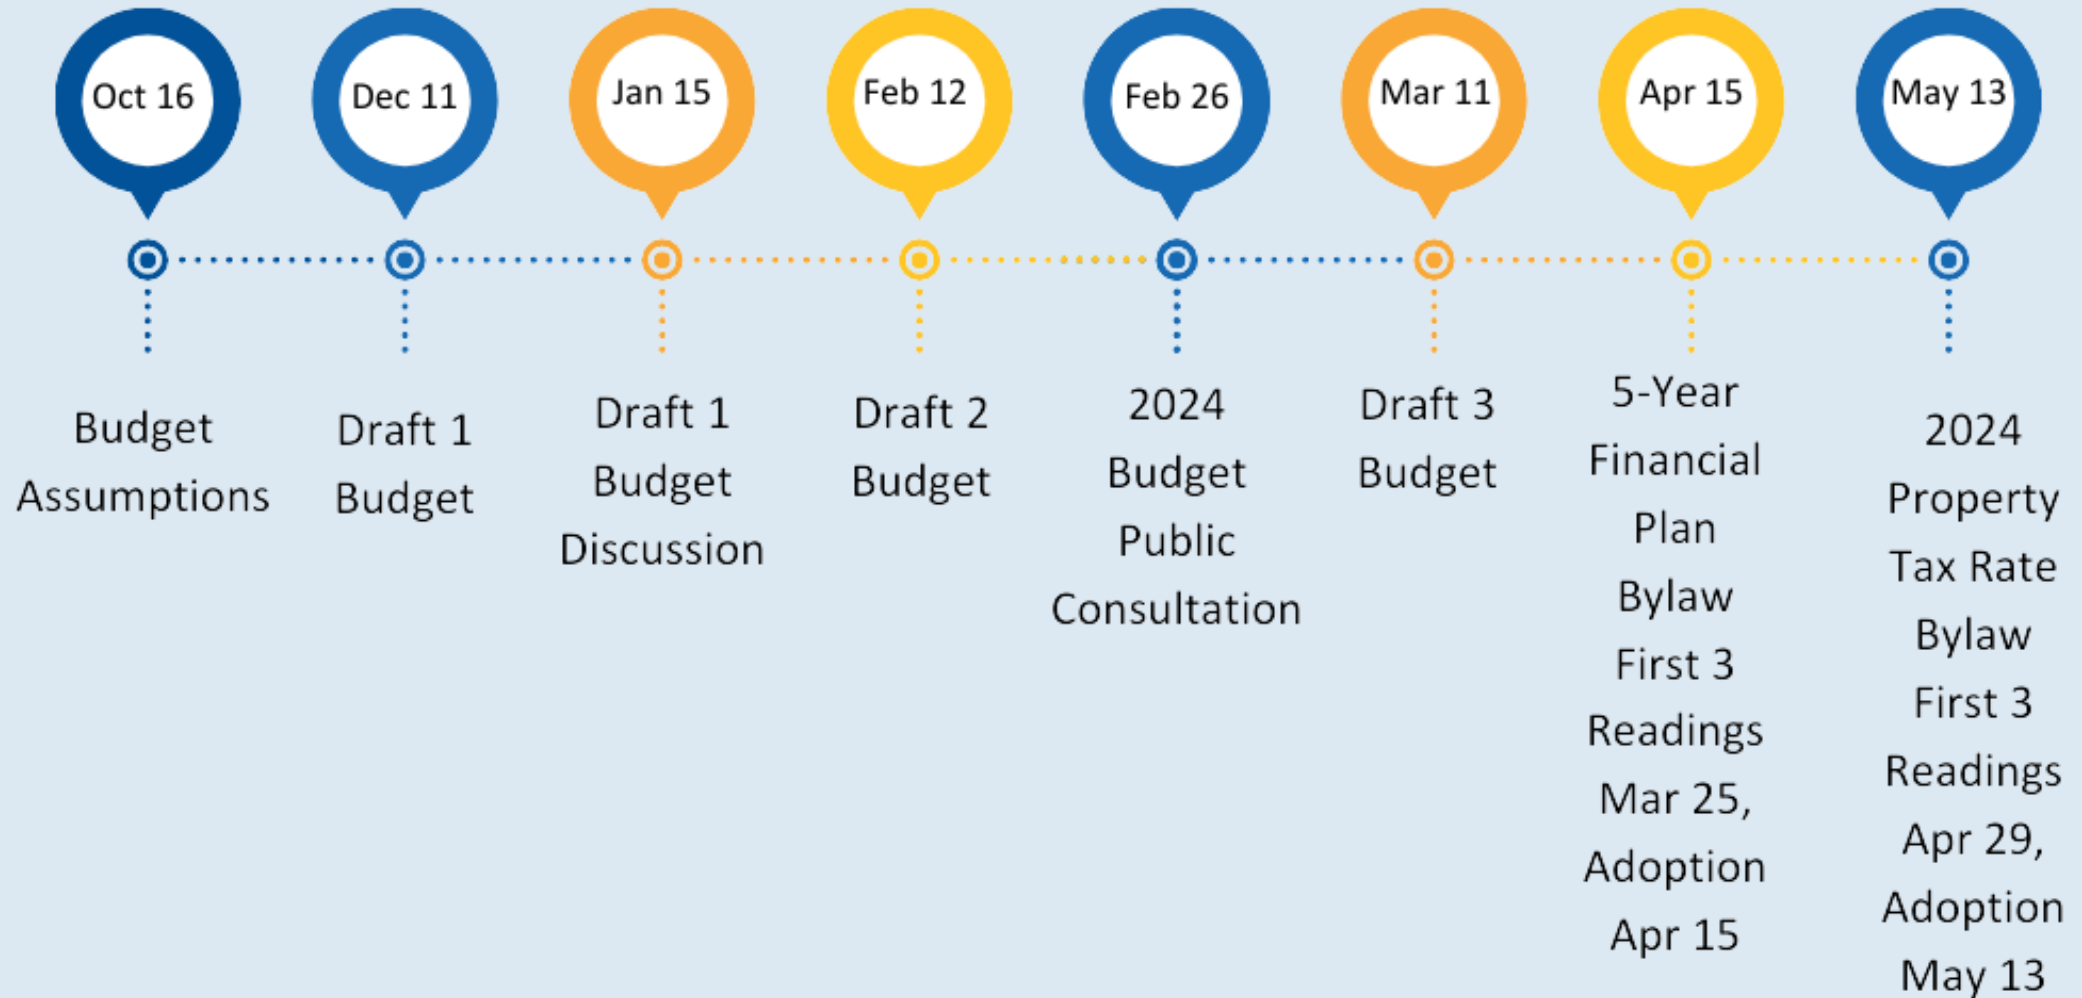 Oct 16
Dec 11
Jan 15
Feb 12
Feb 26
Mar 11
Apr 15
May 13
Budget
Assumptions
Draft 1
Budget
Draft 1
Budget
Discussion
Draft 2
Budget
2024
Budget
Public
Consultation
Draft 3
Budget
5-Year
Financial
Plan
Bylaw
First 3
Readings
Mar 25,
Adoption
Apr 15
2024
Property
Tax Rate
Bylaw
First 3
Readings
Apr 29,
Adoption
May 13